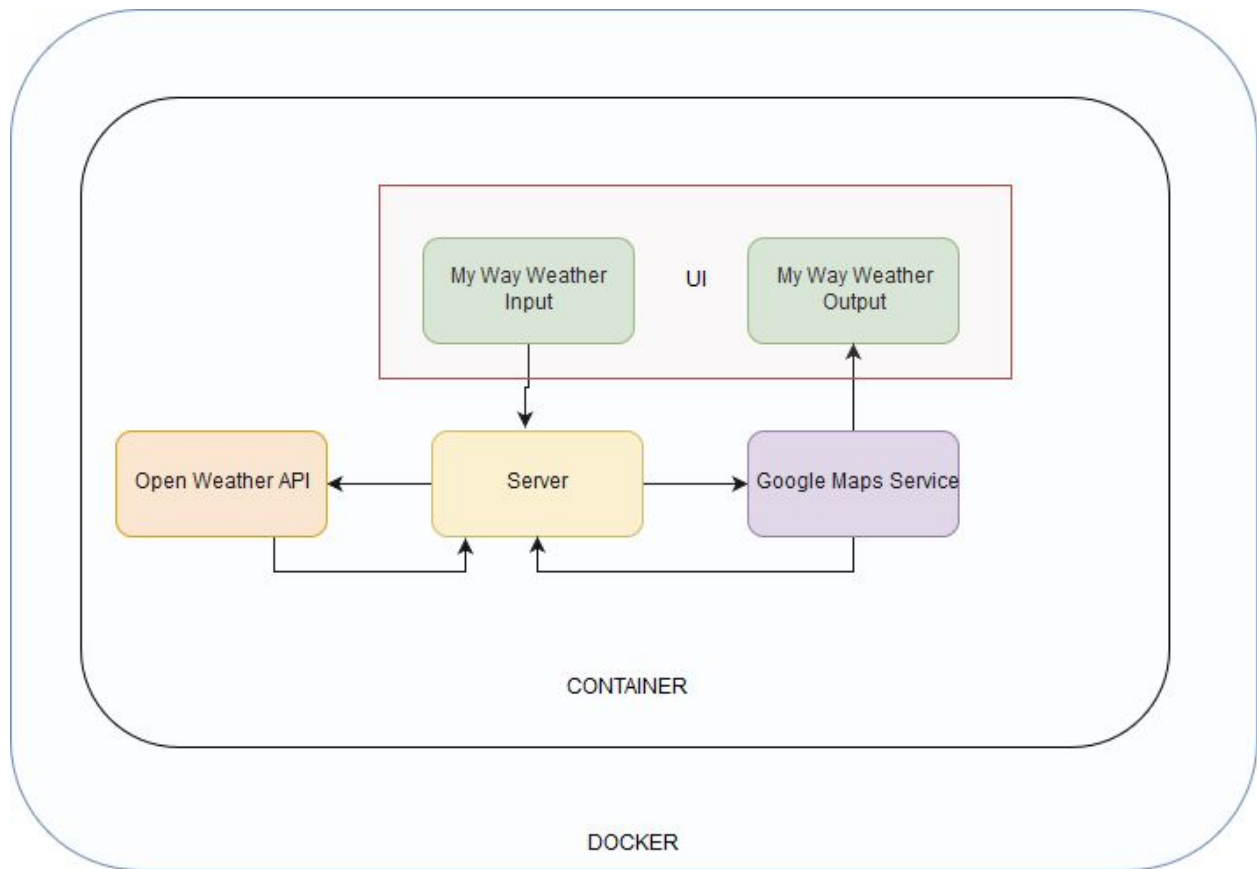 My Way Weather
Input
UI
My Way Weather
Output
Open Weather API
Server
Google Maps Service
CONTAINER
DOCKER